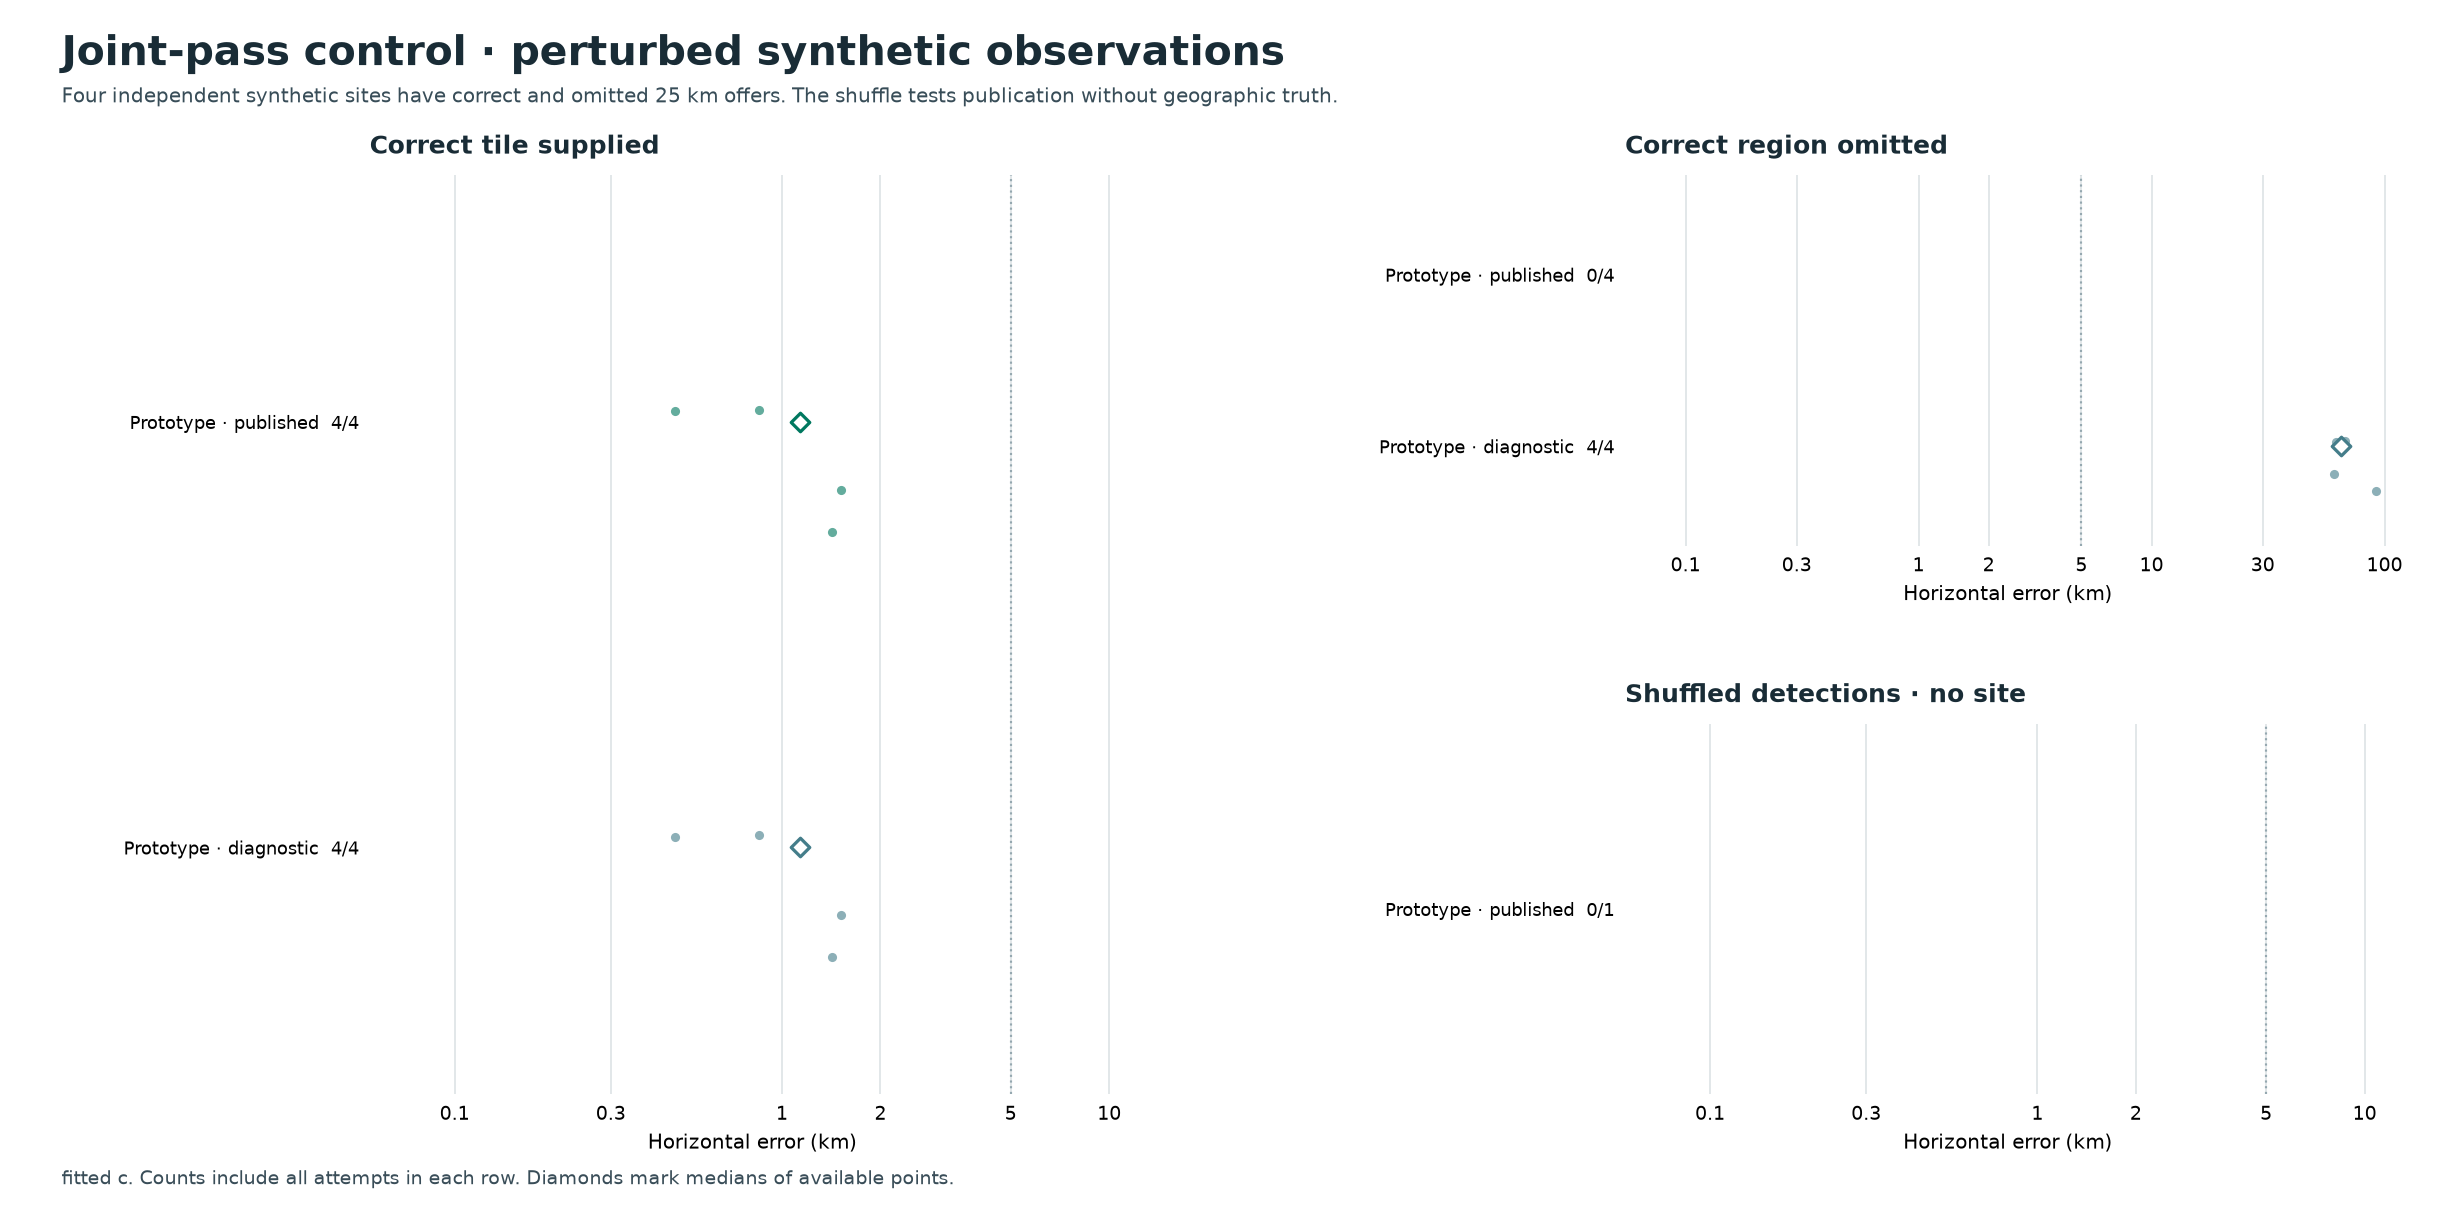 Joint-pass control · perturbed synthetic observations
Four independent synthetic sites have correct and omitted 25 km offers. The shuffle tests publication without geographic truth.
Correct tile supplied
Prototype · published 4/4
Prototype · diagnostic 4/4
0.1 0.3 1 2 5 10
Horizontal error (km)
Correct region omitted
Prototype · published 0/4
Prototype · diagnostic 4/4
0.1 0.3 1 2 5 10 30 100
Horizontal error (km)
Shuffled detections · no site
Prototype · published 0/1
0.1 0.3 1 2 5 10
Horizontal error (km)
fitted c. Counts include all attempts in each row. Diamonds mark medians of available points.